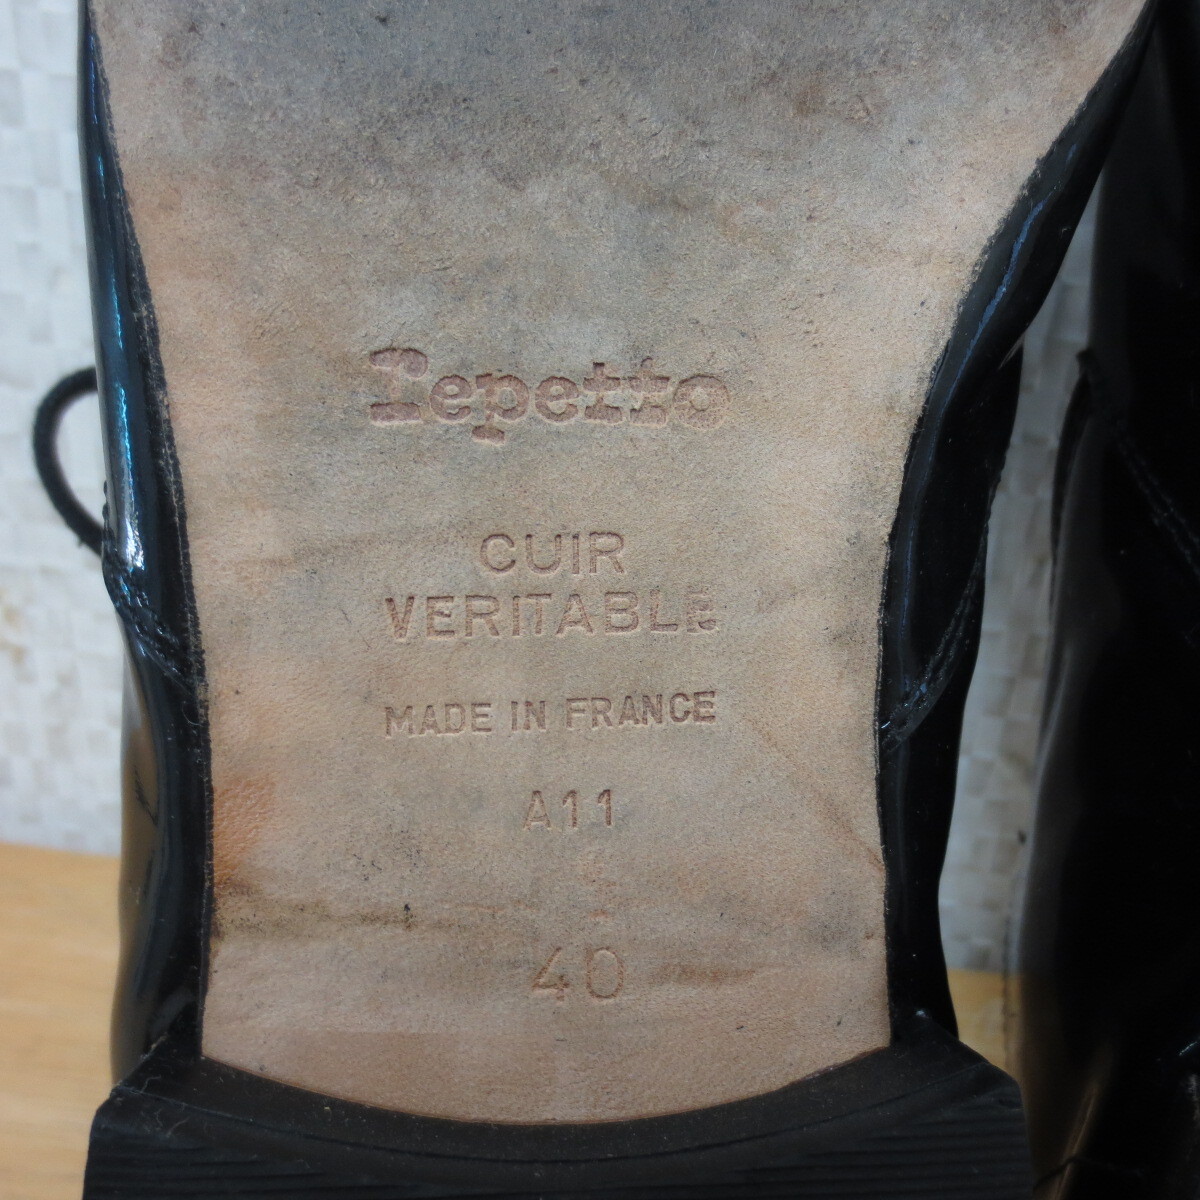 repetto
CUIR
VERITABLE
MADE IN FRANCE
A11
40